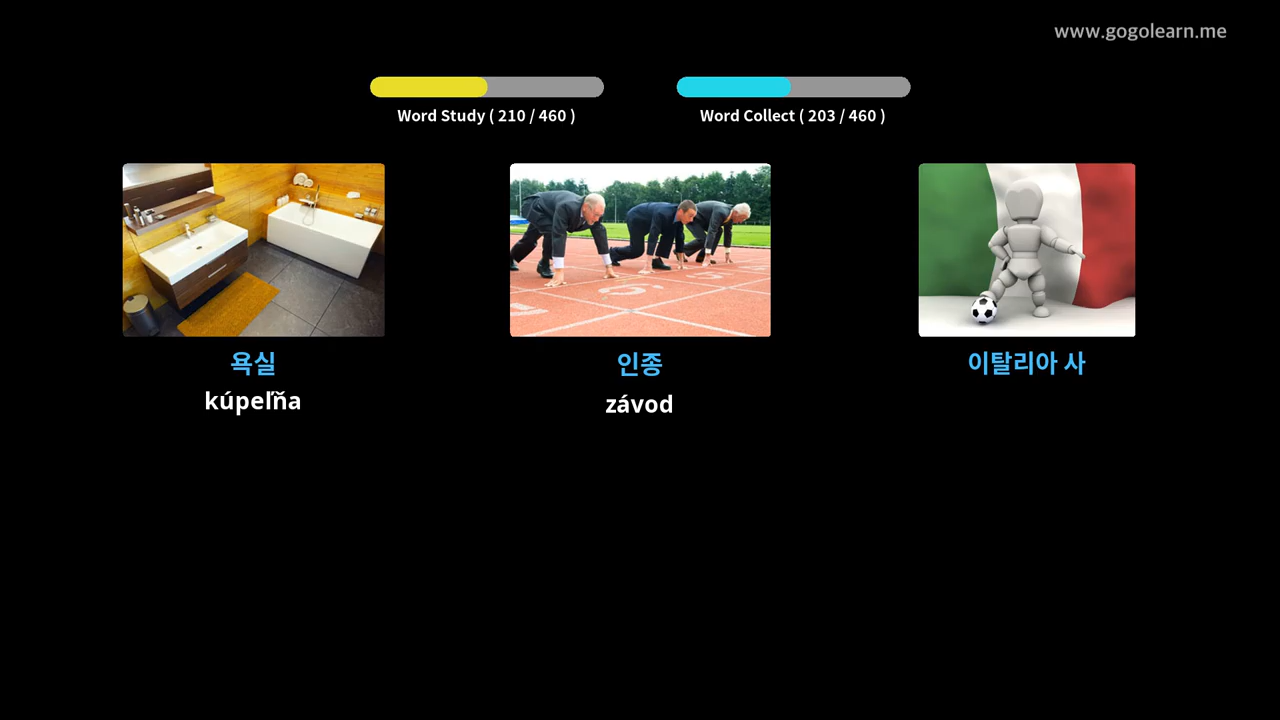 www.gogolearn.me
Word Study ( 210 / 460 )
Word Collect ( 203 / 460 )
욕실
kúpeľňa
인종
závod
이탈리아 사